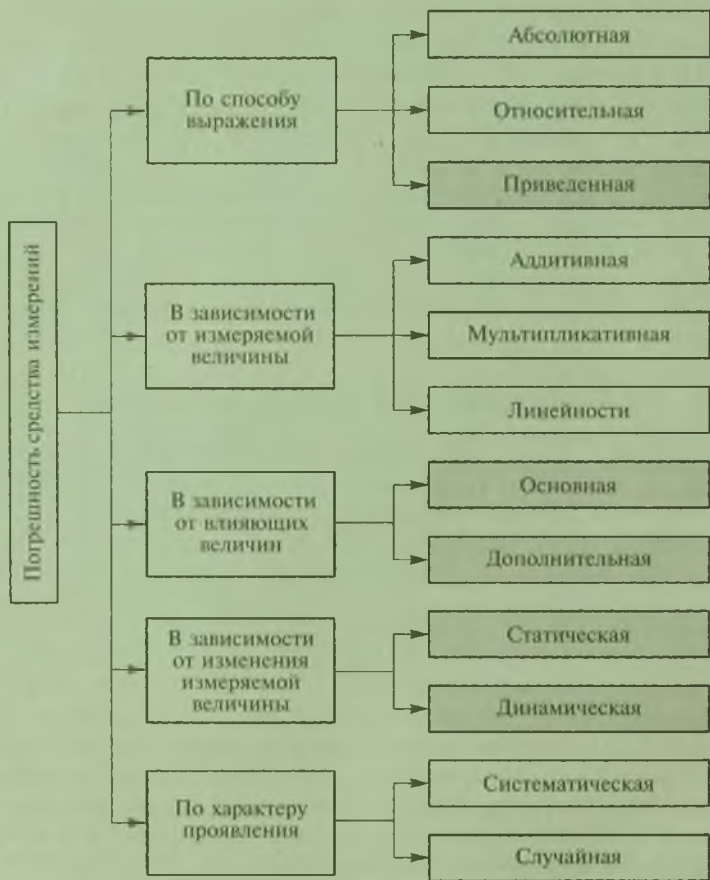 Погрешность средства измерений
По способу
выражения
Абсолютная
Относительная
Приведенная
В зависимости
от измеряемой
величины
Аддитивная
Мультипликативная
Линейности
В зависимости
от влияющих
величин
Основная
Дополнительная
В зависимости
от изменения
измеряемой
величины
Статическая
Динамическая
По характеру
проявления
Систематическая
Случайная